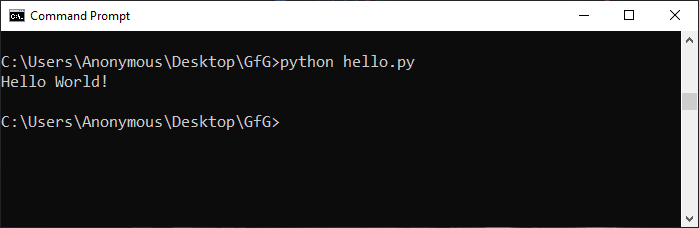 Command Prompt
C:\Users\Anonymous\Desktop\GfG>python hello.py
Hello World!
C:\Users\Anonymous\Desktop\GfG>